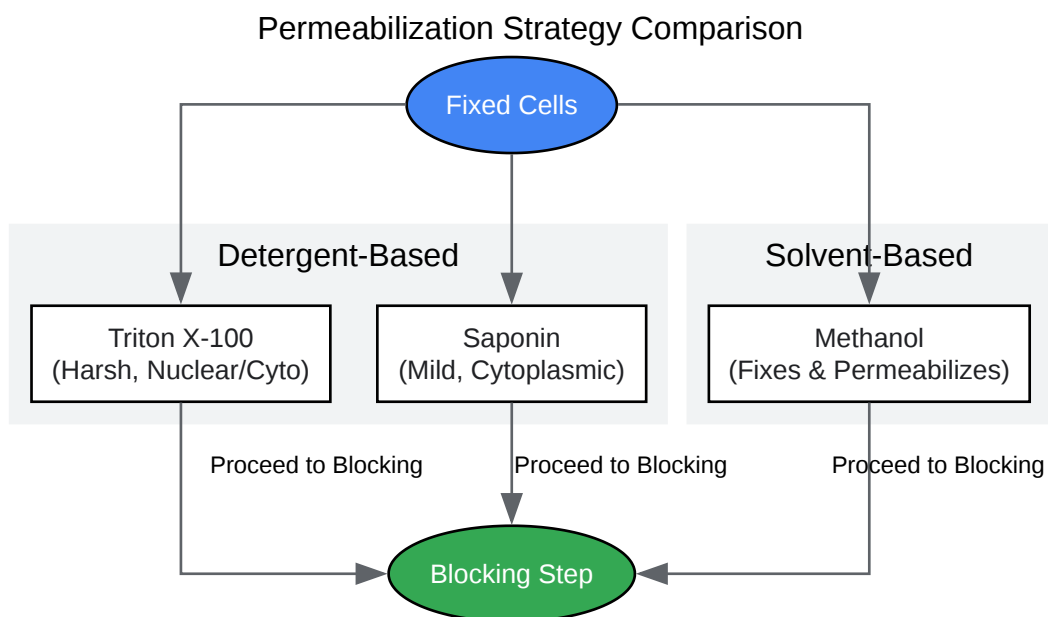 Permeabilization Strategy Comparison
Fixed Cells
Detergent-Based
Solvent-Based
Triton X-100
(Harsh, Nuclear/Cyto)
Saponin
(Mild, Cytoplasmic)
Methanol
(Fixes & Permeabilizes)
Proceed to Blocking
Proceed to Blocking
Proceed to Blocking
Blocking Step